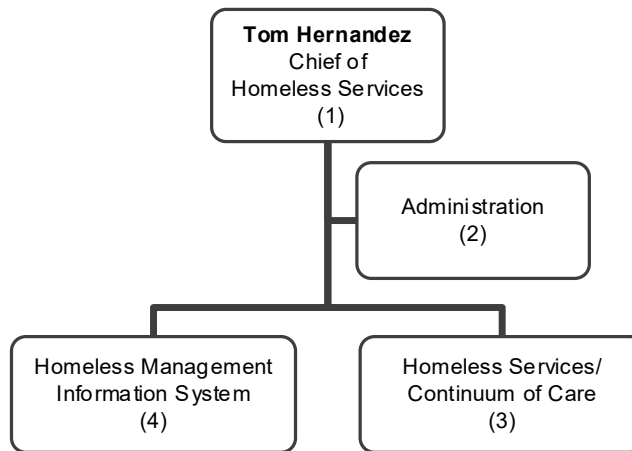 Tom Hernandez
Chief of
Homeless Services
(1)
Administration
(2)
Homeless Management
Information System
(4)
Homeless Services/
Continuum of Care
(3)